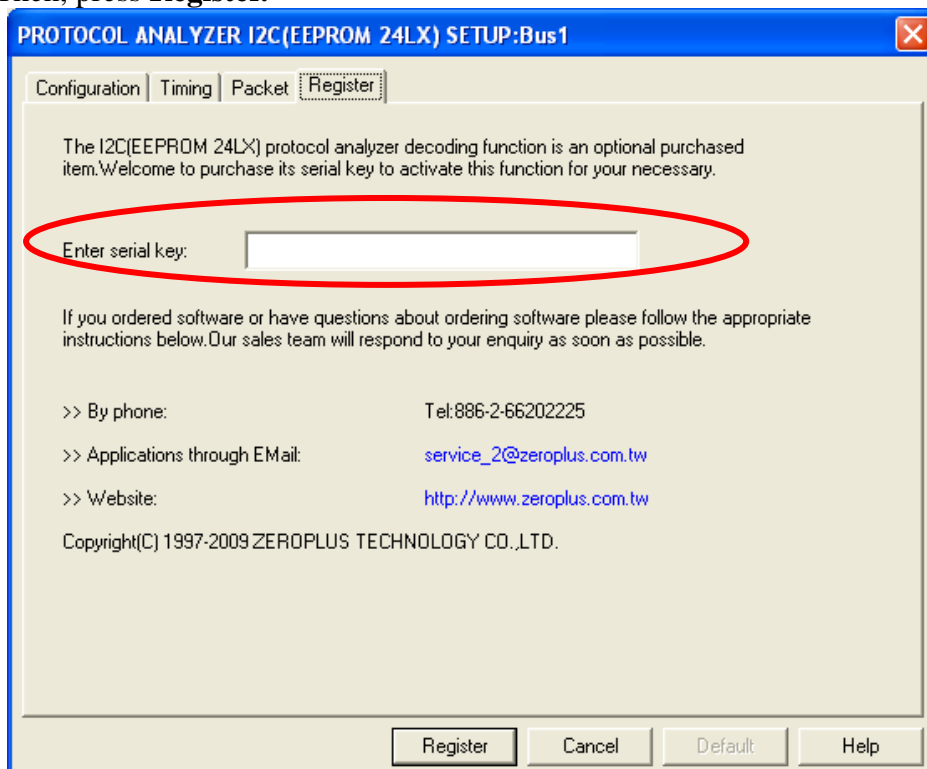 Then, press Register.
PROTOCOL ANALYZER I2C(EEPROM 24LX) SETUP:Bus1
Configuration Timing Packet Register
The I2C(EEPROM 24LX) protocol analyzer decoding function is an optional purchased
item.Welcome to purchase its serial key to activate this function for your necessary.
Enter serial key:
If you ordered software or have questions about ordering software please follow the appropriate
instructions below.Our sales team will respond to your enquiry as soon as possible.
>> By phone: Tel:886-2-66202225
>> Applications through EMail: service_2@zeroplus.com.tw
>> Website: http://www.zeroplus.com.tw
Copyright(C) 1997-2009 ZEROPLUS TECHNOLOGY CO.,LTD.
Register Cancel Default Help